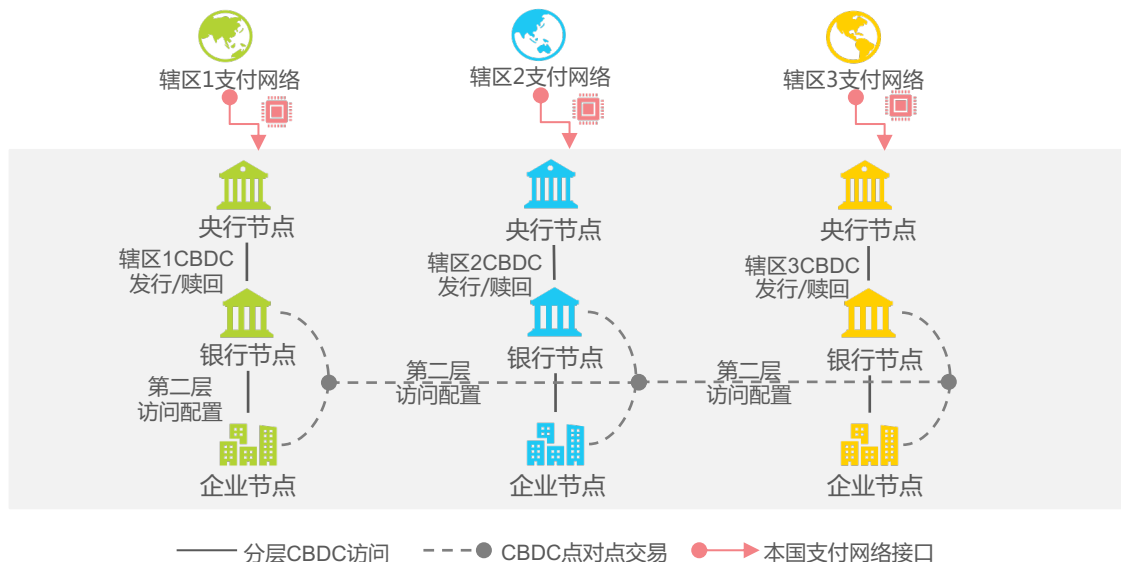 辖区1支付网络
辖区2支付网络
辖区3支付网络
央行节点
央行节点
央行节点
辖区1CBDC
发行/赎回
辖区2CBDC
发行/赎回
辖区3CBDC
发行/赎回
银行节点
银行节点
银行节点
第二层
访问配置
第二层
访问配置
第二层
访问配置
企业节点
企业节点
企业节点
分层CBDC访问
CBDC点对点交易
本国支付网络接口